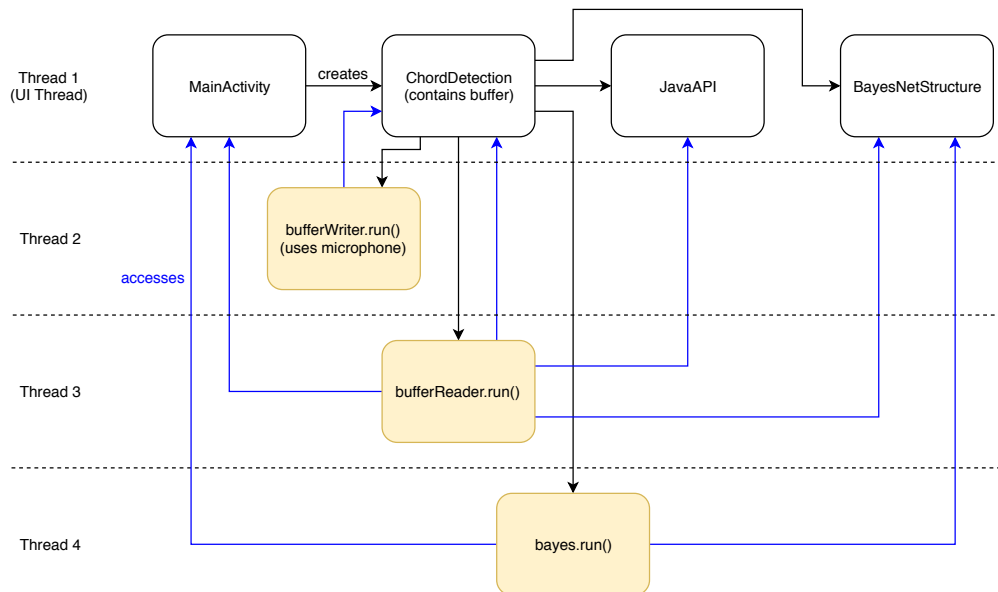 Thread 1
(UI Thread)
MainActivity
creates
ChordDetection
(contains buffer)
JavaAPI
BayesNetStructure
Thread 2
bufferWriter.run()
(uses microphone)
accesses
Thread 3
bufferReader.run()
Thread 4
bayes.run()